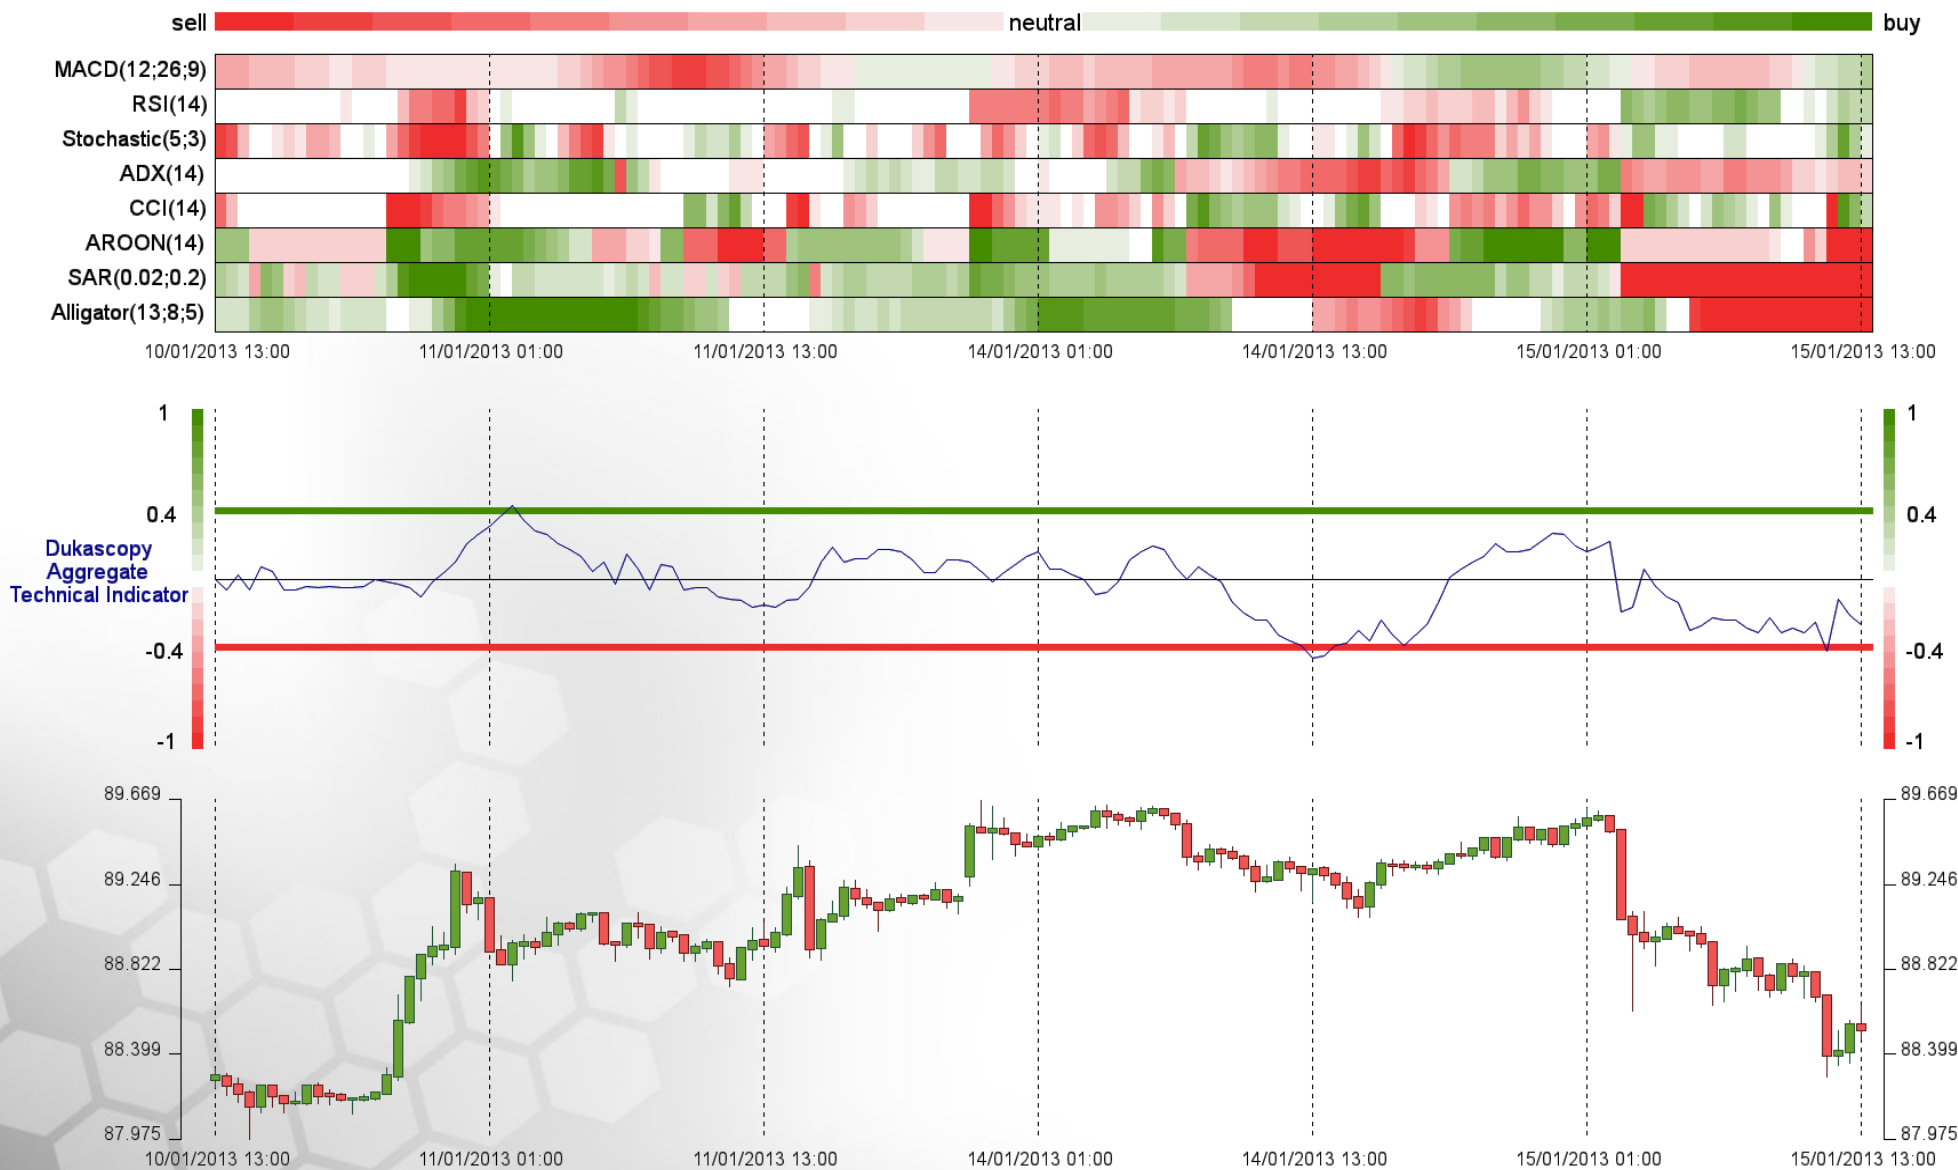 sell neutral buy
MACD(12;26;9)
RSI(14)
Stochastic(5;3)
ADX(14)
CCI(14)
AROON(14)
SAR(0.02;0.2)
Alligator(13;8;5)
10/01/2013 13:00 11/01/2013 01:00 11/01/2013 13:00 14/01/2013 01:00 14/01/2013 13:00 15/01/2013 01:00 15/01/2013 13:00
1 1
0.4 0.4
Dukascopy
Aggregate
Technical Indicator
-0.4 -0.4
-1 -1
89.669 89.669
89.246 89.246
88.822 88.822
88.399 88.399
87.975 87.975
10/01/2013 13:00 11/01/2013 01:00 11/01/2013 13:00 14/01/2013 01:00 14/01/2013 13:00 15/01/2013 01:00 15/01/2013 13:00